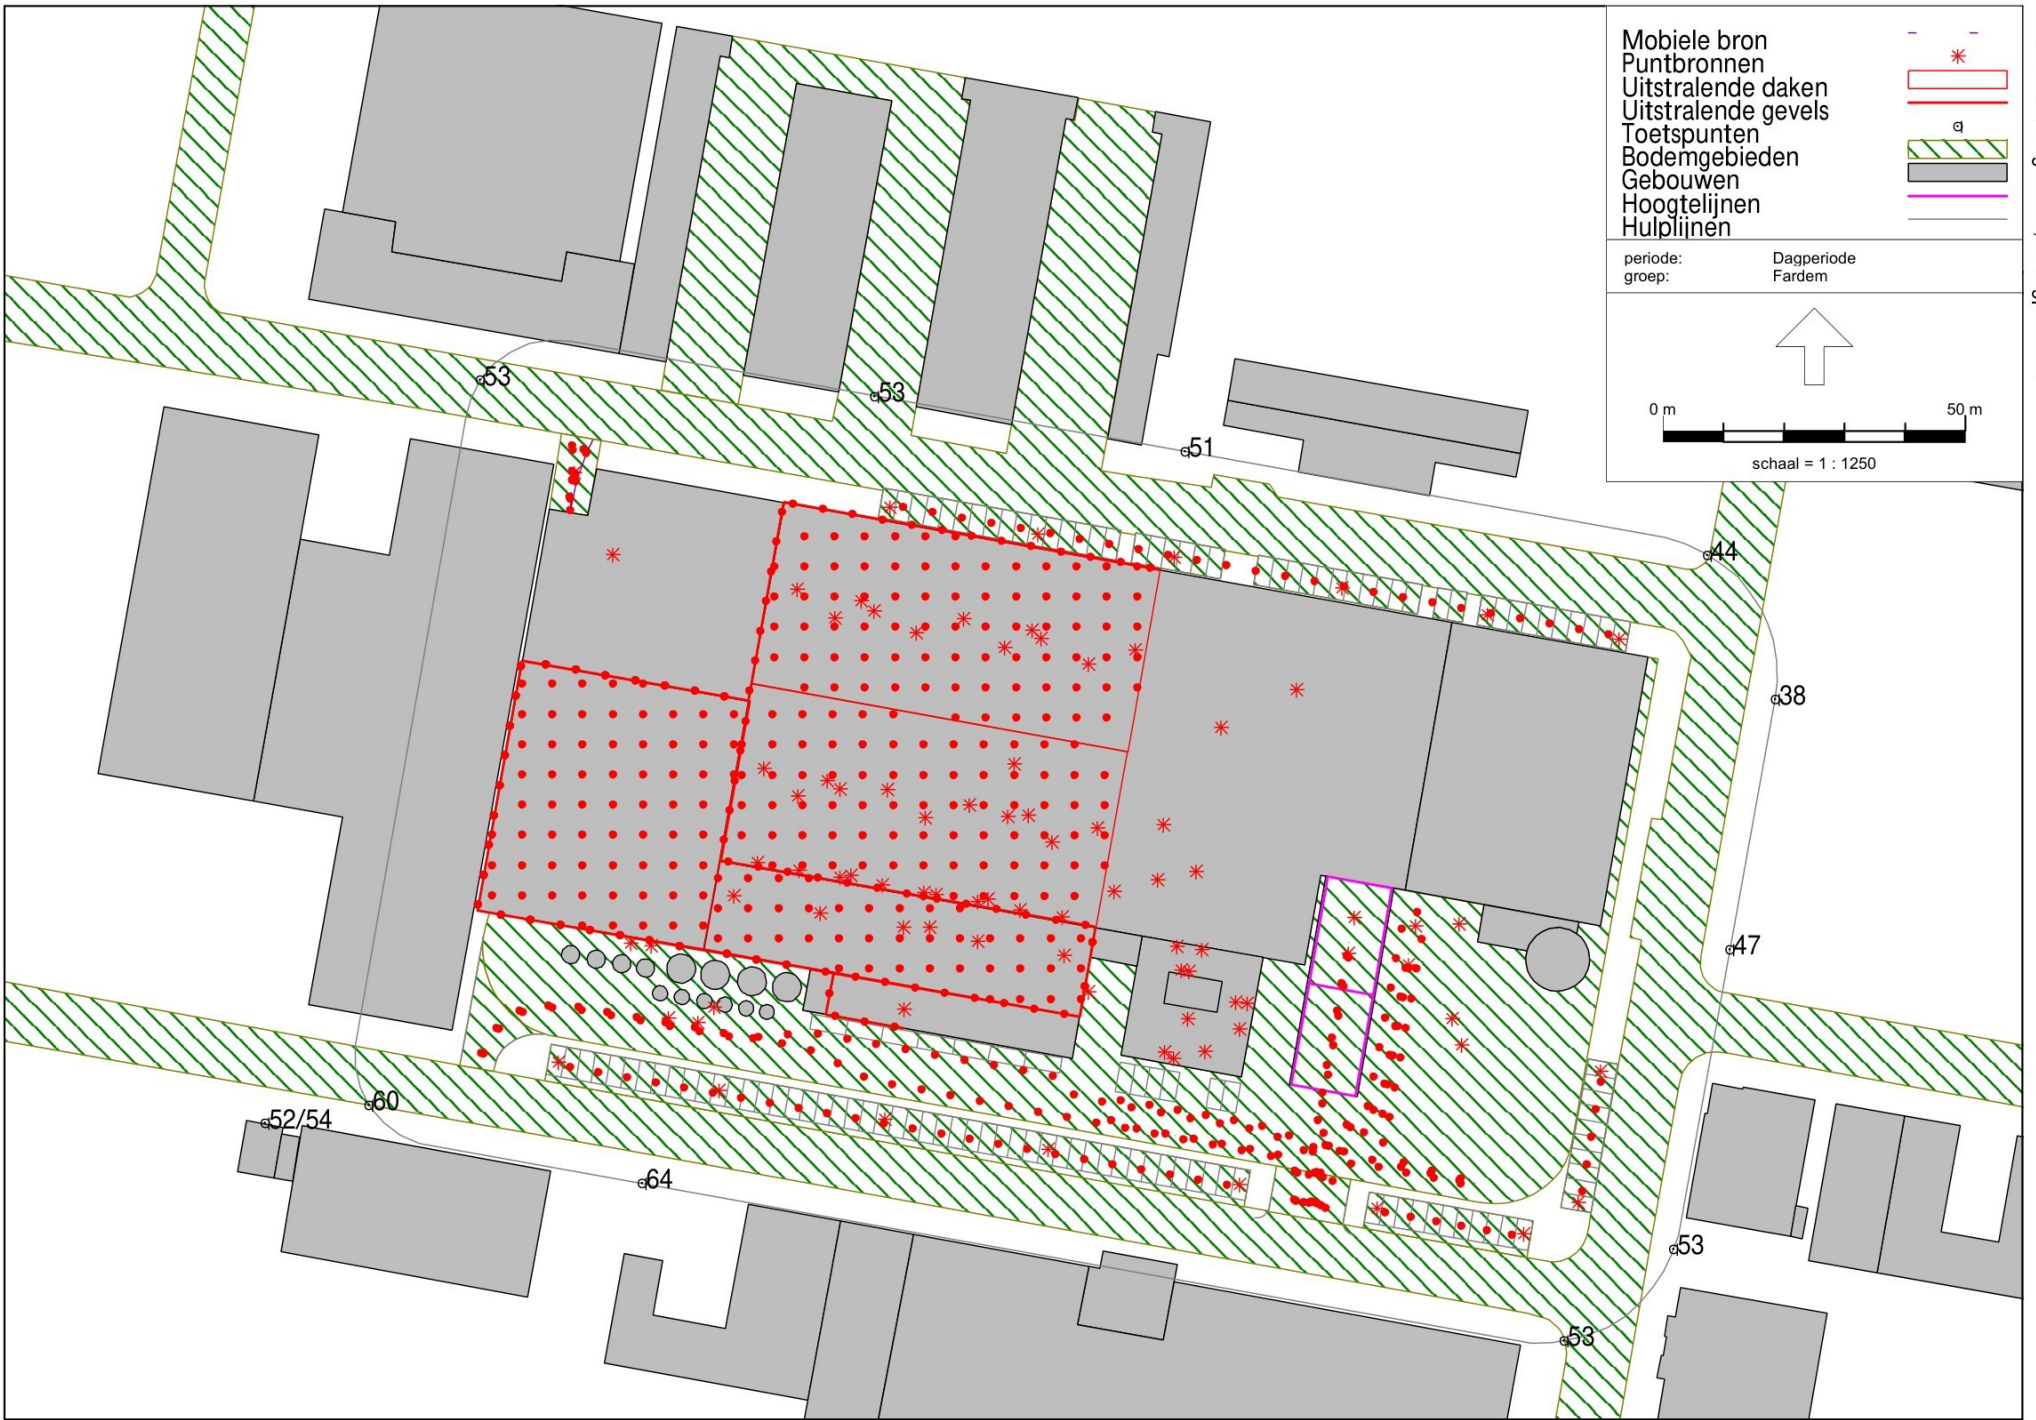 Mobiele bron
Puntbronnen
Uitstralende daken
Uitstralende gevels
Toetspunten
Bodemgebieden
Gebouwen
Hoogtelijnen
Hulplijnen
periode: Dagperiode
groep: Fardem
0 m 50 m
schaal = 1 : 1250
53
53
51
44
38
47
60
52/54
64
53
53